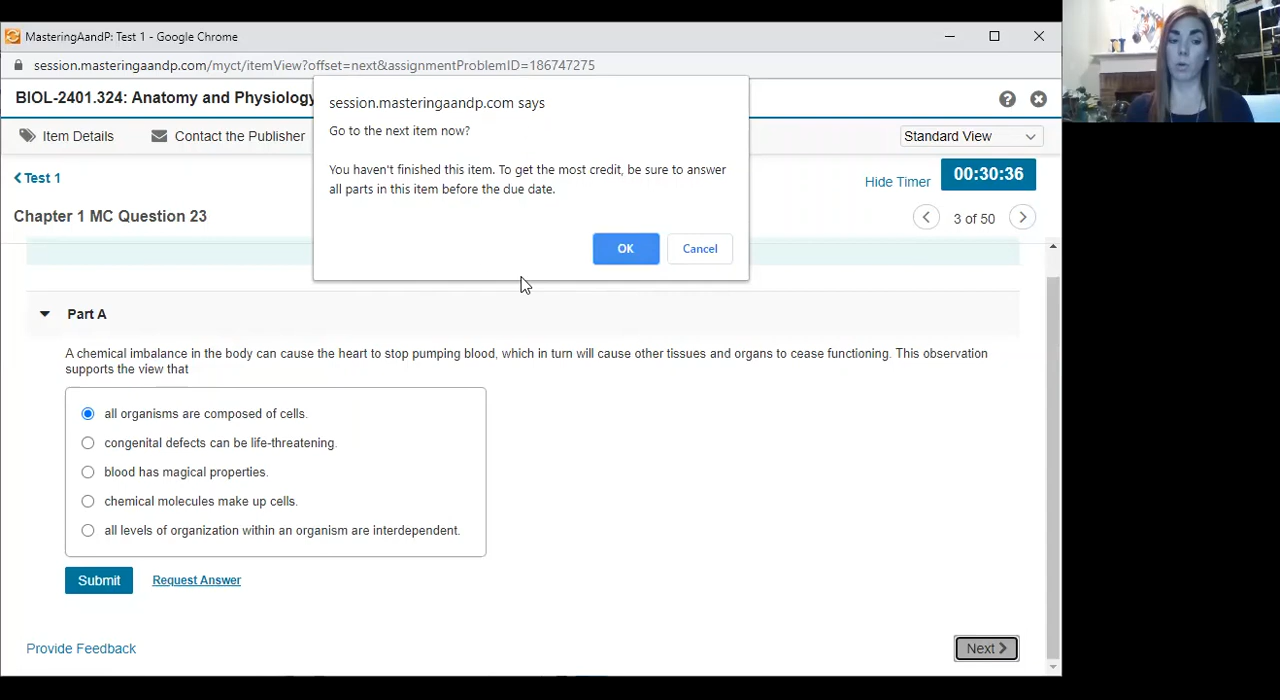 MasteringAandP: Test 1 - Google Chrome
session.masteringaandp.com/myct/itemView?offset=next&assignmentProblemID=186747275
BIOL-2401.324: Anatomy and Physiology
session.masteringaandp.com says
Go to the next item now?
You haven't finished this item. To get the most credit, be sure to answer
all parts in this item before the due date.
OK
Cancel
Item Details
Contact the Publisher
Standard View
Test 1
Hide Timer
00:30:36
Chapter 1 MC Question 23
3 of 50
Part A
A chemical imbalance in the body can cause the heart to stop pumping blood, which in turn will cause other tissues and organs to cease functioning. This observation
supports the view that
all organisms are composed of cells.
congenital defects can be life-threatening.
blood has magical properties.
chemical molecules make up cells.
all levels of organization within an organism are interdependent.
Submit
Request Answer
Provide Feedback
Next